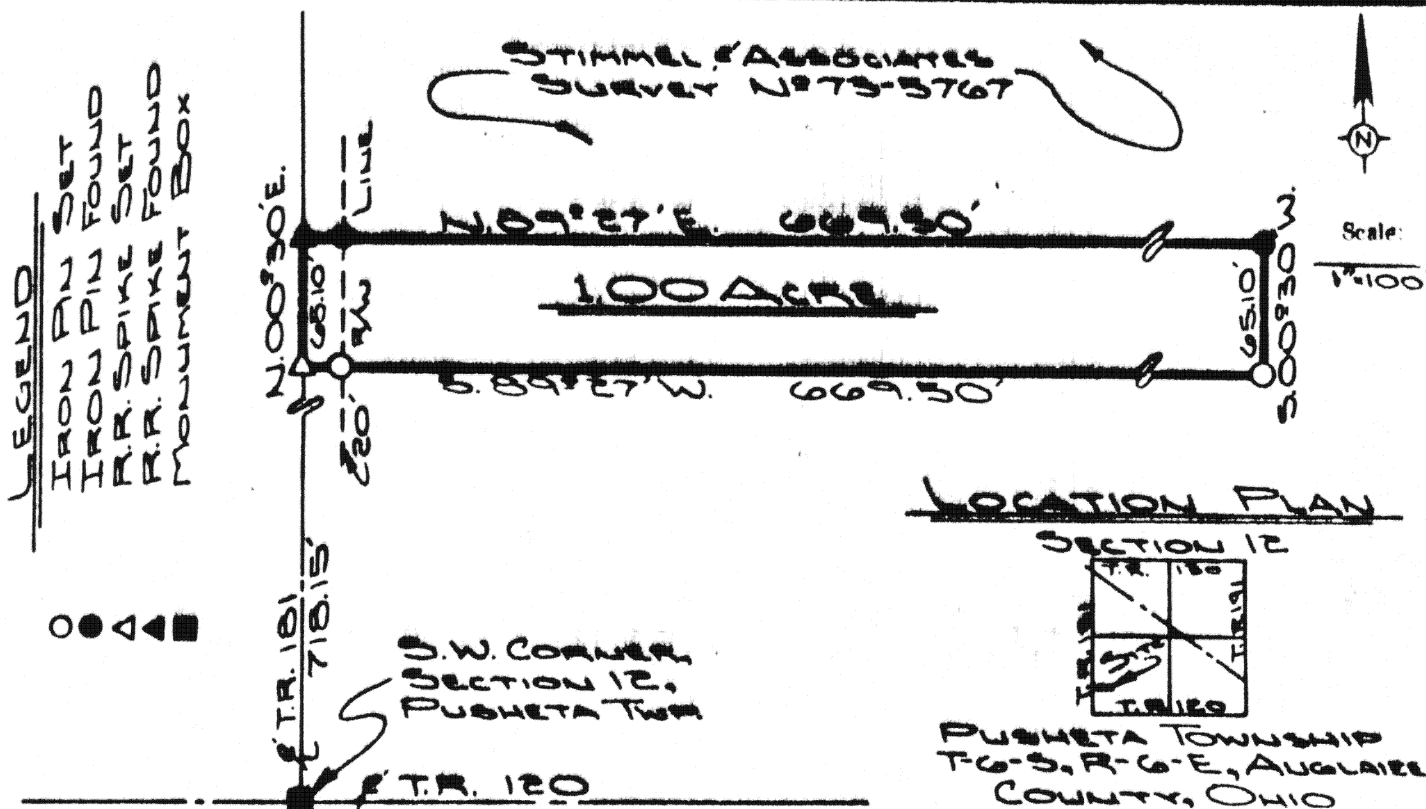 STIMMEL & ASSOCIATES
SURVEY Nº 73-5767
N
Scale:
1"=100
LEGEND
IRON PIN SET
IRON PIN FOUND
R.R. SPIKE SET
R.R. SPIKE FOUND
MONUMENT BOX
N.00°30'E.
65.10'
R/W LINE
N.89°27'E. 669.50'
1.00 ACRE
S.89°27'W. 669.50'
65.10'
S.00°30'W.
20'
℄ T.R. 181
718.15'
S.W. CORNER,
SECTION 12,
PUSHETA TWP.
℄ T.R. 120
LOCATION PLAN
SECTION 12
T.R. 130
T.R. 181
T.R. 191
SITE
T.R. 120
PUSHETA TOWNSHIP
T-6-S, R-6-E, AUGLAIZE
COUNTY, OHIO